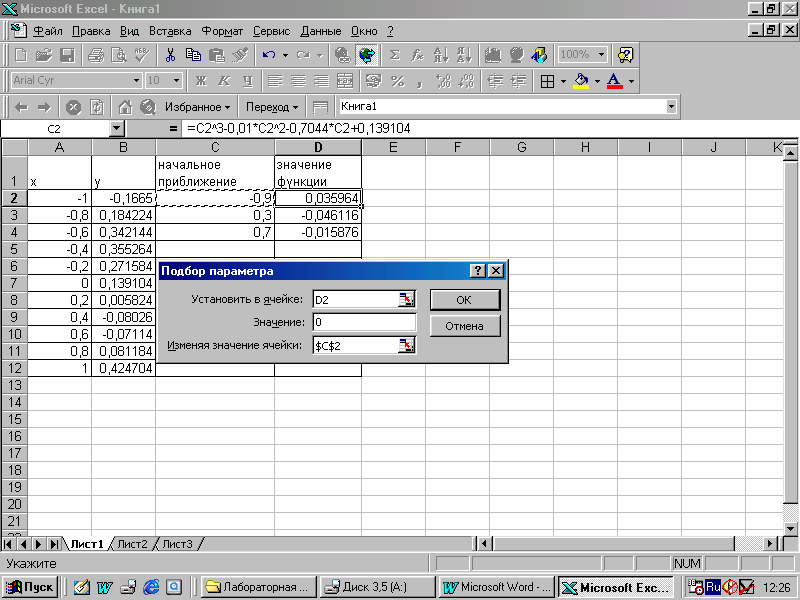 Microsoft Excel - Книга1
Файл Правка Вид Вставка Формат Сервис Данные Окно ?
100%
Arial Cyr 10 Ж К Ч
Избранное Переход Книга1
C2 = =C2^3-0,01*C2^2-0,7044*C2+0,139104
A B C D E F G H I J K
1 x y начальное приближение значение функции
2 -1 -0,1665 -0,9 0,035964
3 -0,8 0,184224 0,3 -0,046116
4 -0,6 0,342144 0,7 -0,015876
5 -0,4 0,355264
6 -0,2 0,271584
7 0 0,139104
8 0,2 0,005824
9 0,4 -0,08026
10 0,6 -0,07114
11 0,8 0,081184
12 1 0,424704
13
14
15
16
17
18
19
20
21
Подбор параметра
Установить в ячейке: D2 OK
Значение: 0 Отмена
Изменяя значение ячейки: $C$2
Лист1 Лист2 Лист3
Укажите NUM
Пуск Лабораторная ... Диск 3,5 (A:) Microsoft Word - ... Microsoft Exc... Ru 12:26